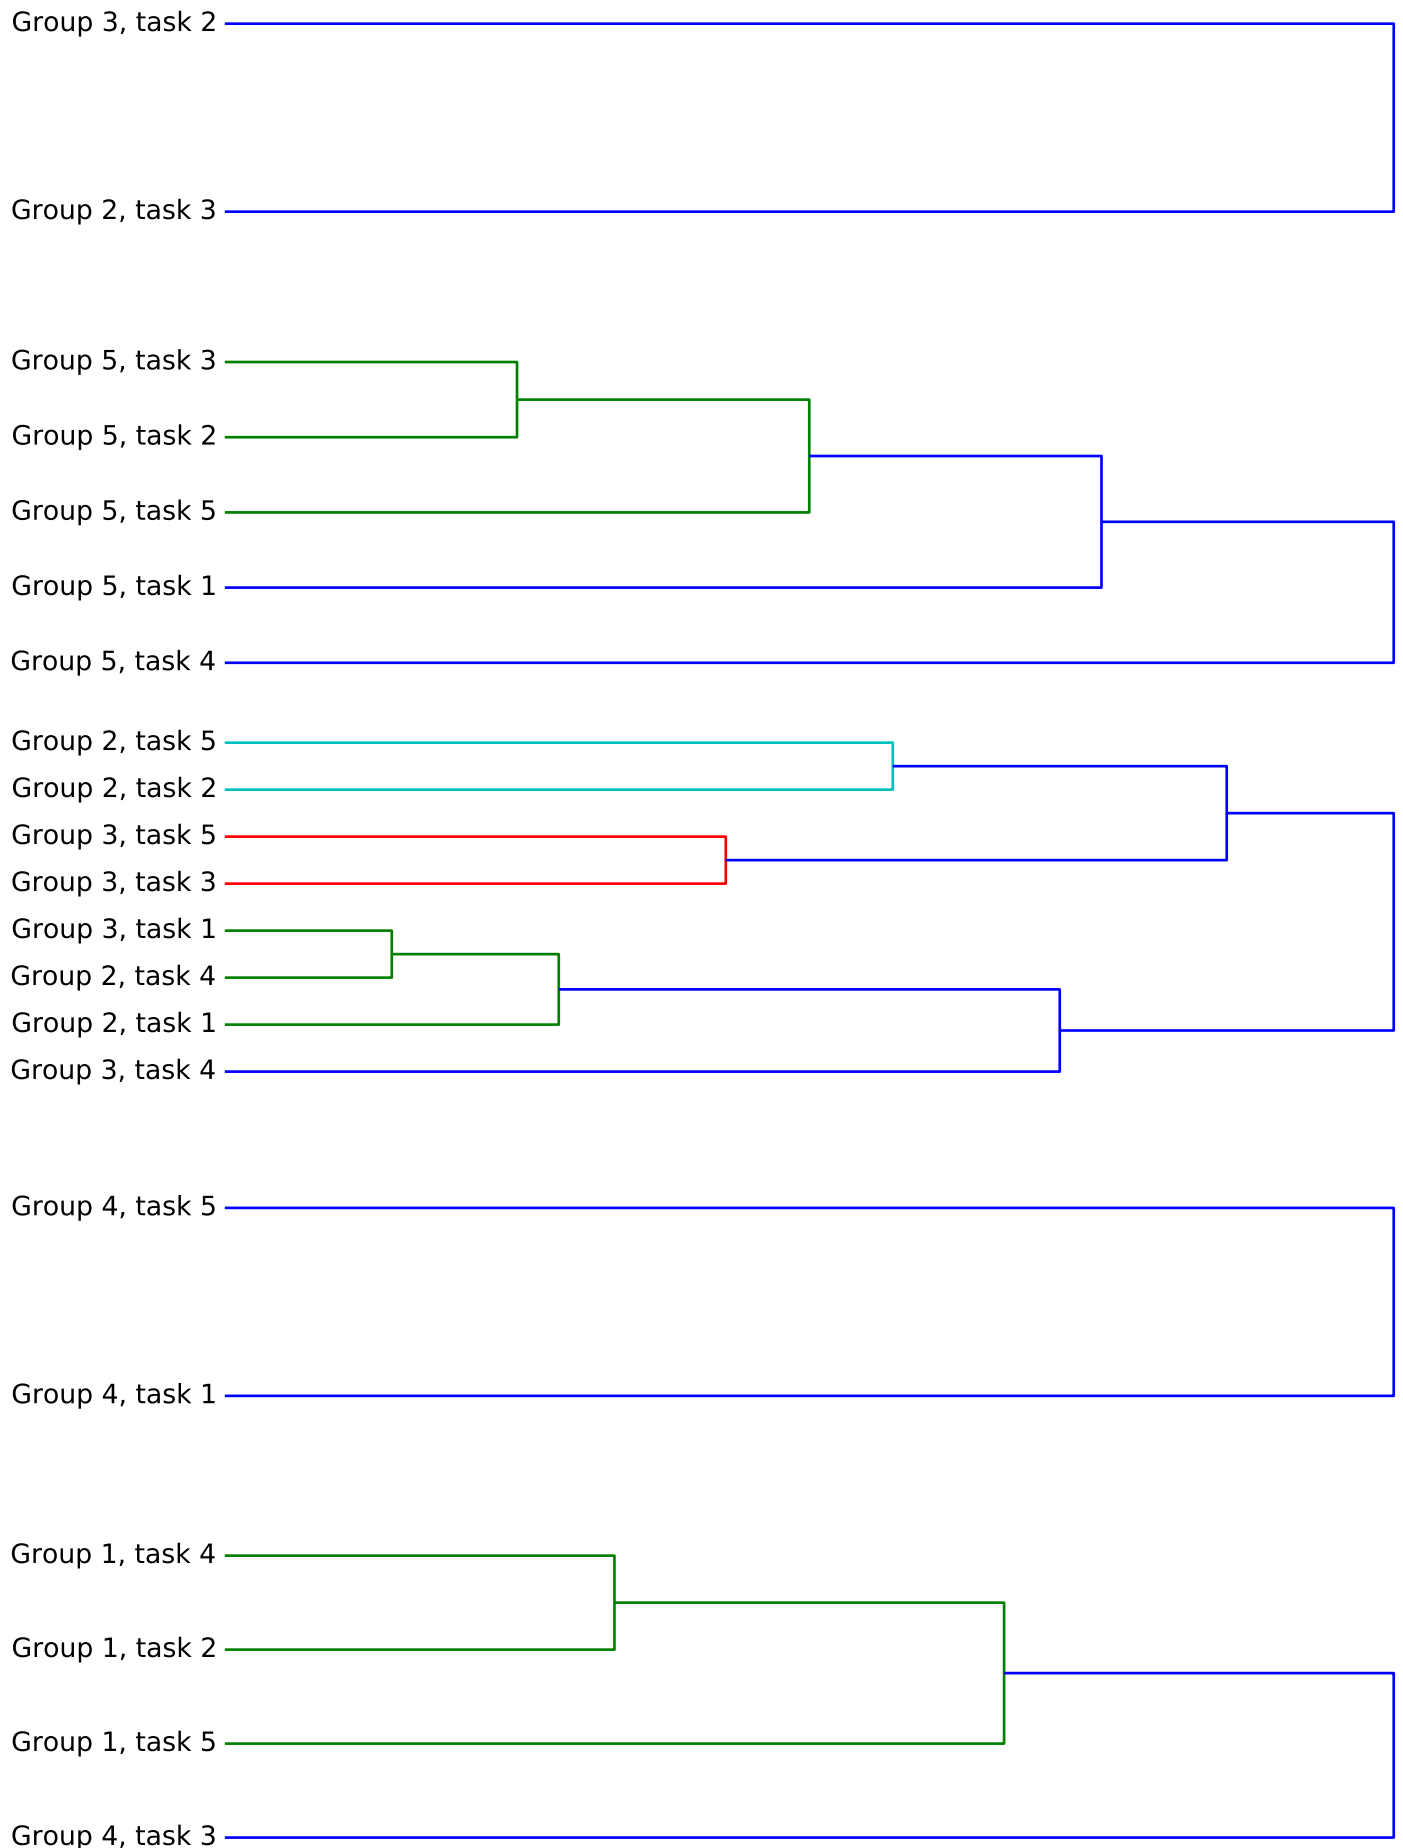 Group 3, task 2
Group 2, task 3
Group 5, task 3
Group 5, task 2
Group 5, task 5
Group 5, task 1
Group 5, task 4
Group 2, task 5
Group 2, task 2
Group 3, task 5
Group 3, task 3
Group 3, task 1
Group 2, task 4
Group 2, task 1
Group 3, task 4
Group 4, task 5
Group 4, task 1
Group 1, task 4
Group 1, task 2
Group 1, task 5
Group 4, task 3